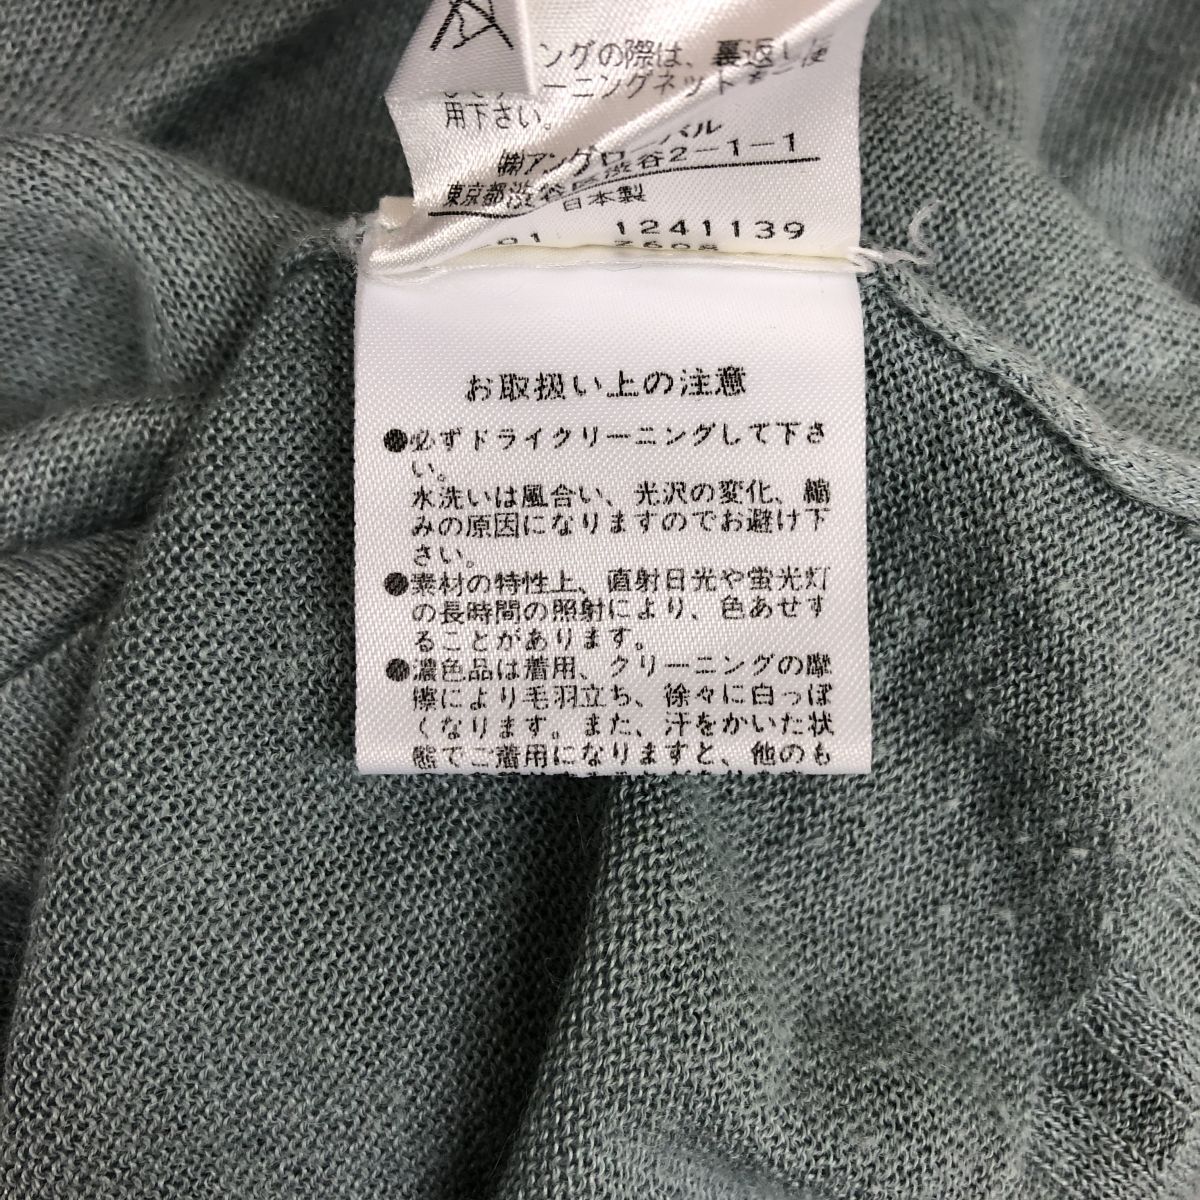 ングの際は、裏返しに
ーニングネットをご使
用下さい。
㈱アングローバル
東京都渋谷区渋谷2-1-1
日本製
1241139
お取扱い上の注意
●必ずドライクリーニングして下さ
い。
水洗いは風合い、光沢の変化、縮
みの原因になりますのでお避け下
さい。
●素材の特性上、直射日光や蛍光灯
の長時間の照射により、色あせす
ることがあります。
●濃色品は着用、クリーニングの摩
擦により毛羽立ち、徐々に白っぽ
くなります。また、汗をかいた状
態でご着用になりますと、他のも